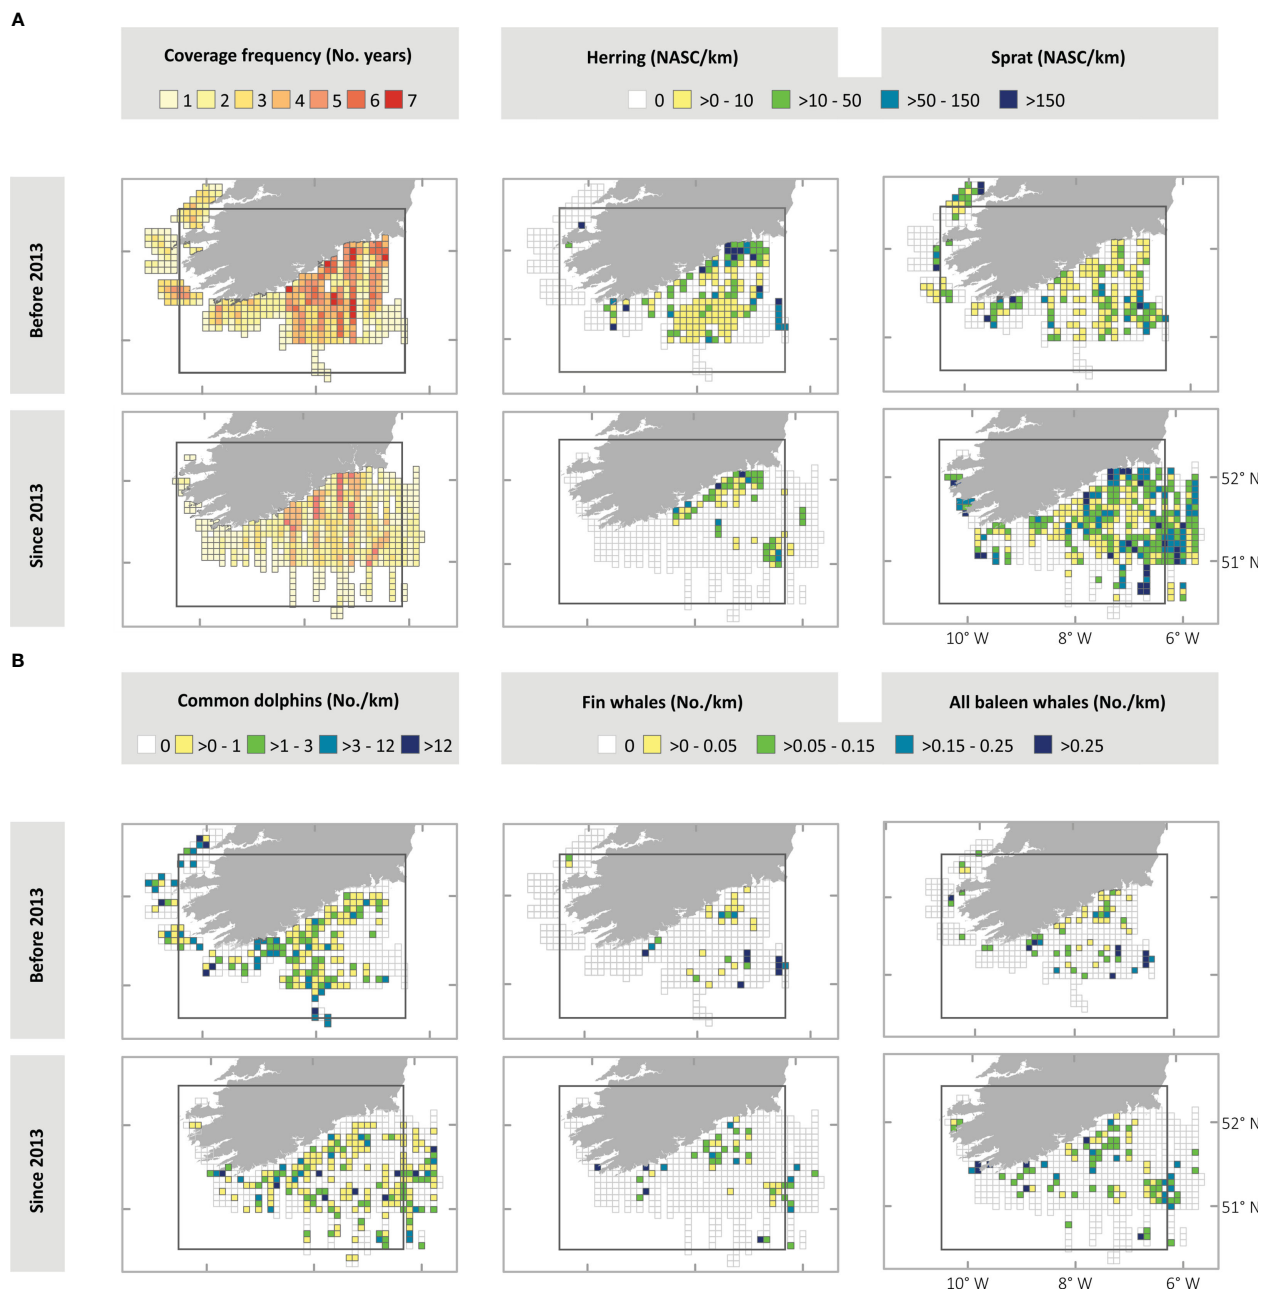 A
Coverage frequency (No. years)
1 2 3 4 5 6 7
Herring (NASC/km)
Sprat (NASC/km)
0 >0 - 10 >10 - 50 >50 - 150 >150
Before 2013
Since 2013
52° N
51° N
10° W 8° W 6° W
B
Common dolphins (No./km)
0 >0 - 1 >1 - 3 >3 - 12 >12
Fin whales (No./km)
All baleen whales (No./km)
0 >0 - 0.05 >0.05 - 0.15 >0.15 - 0.25 >0.25
Before 2013
Since 2013
52° N
51° N
10° W 8° W 6° W